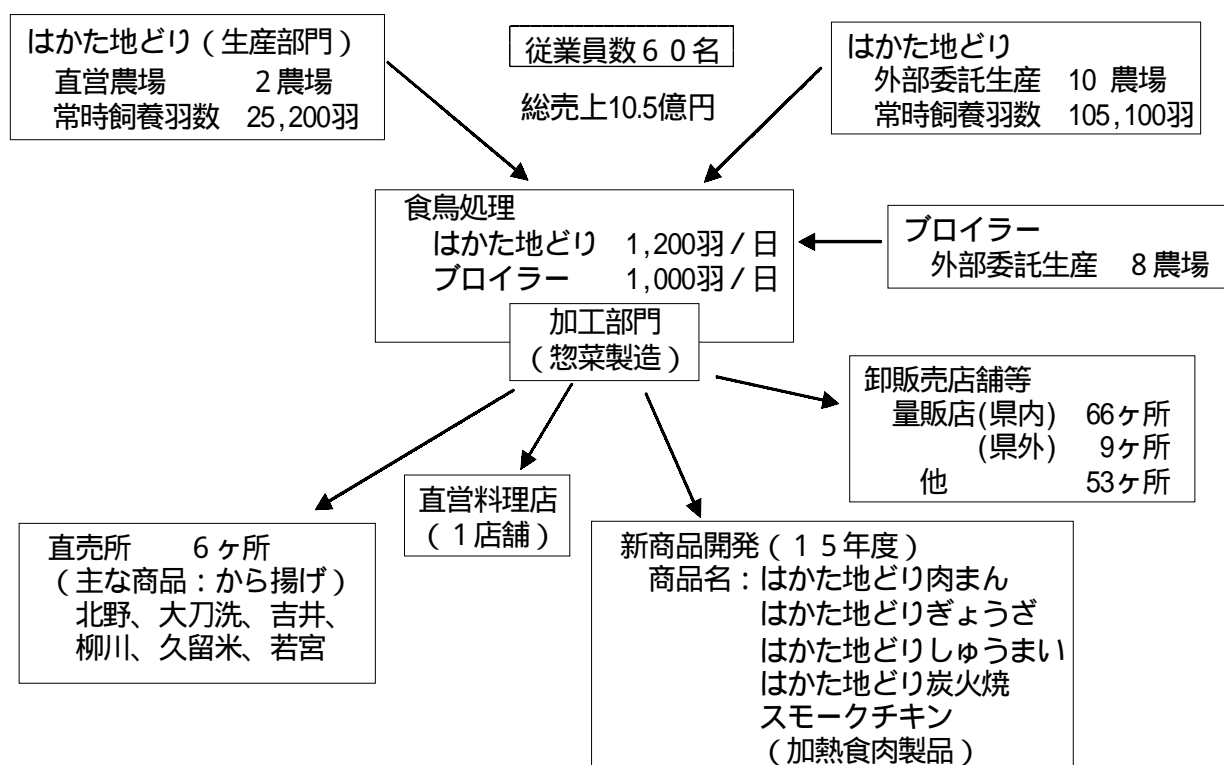 はかた地どり（生産部門）
直営農場 2農場
常時飼養羽数 25,200羽
従業員数６０名
総売上10.5億円
はかた地どり
外部委託生産 10 農場
常時飼養羽数 105,100羽
食鳥処理
はかた地どり 1,200羽／日
ブロイラー 1,000羽／日
ブロイラー
外部委託生産 8農場
加工部門
（惣菜製造）
卸販売店舗等
量販店(県内) 66ヶ所
(県外) 9ヶ所
他 53ヶ所
直営料理店
（１店舗）
直売所 6ヶ所
（主な商品：から揚げ）
北野、大刀洗、吉井、
柳川、久留米、若宮
新商品開発（１５年度）
商品名：はかた地どり肉まん
はかた地どりぎょうざ
はかた地どりしゅうまい
はかた地どり炭火焼
スモークチキン
（加熱食肉製品）